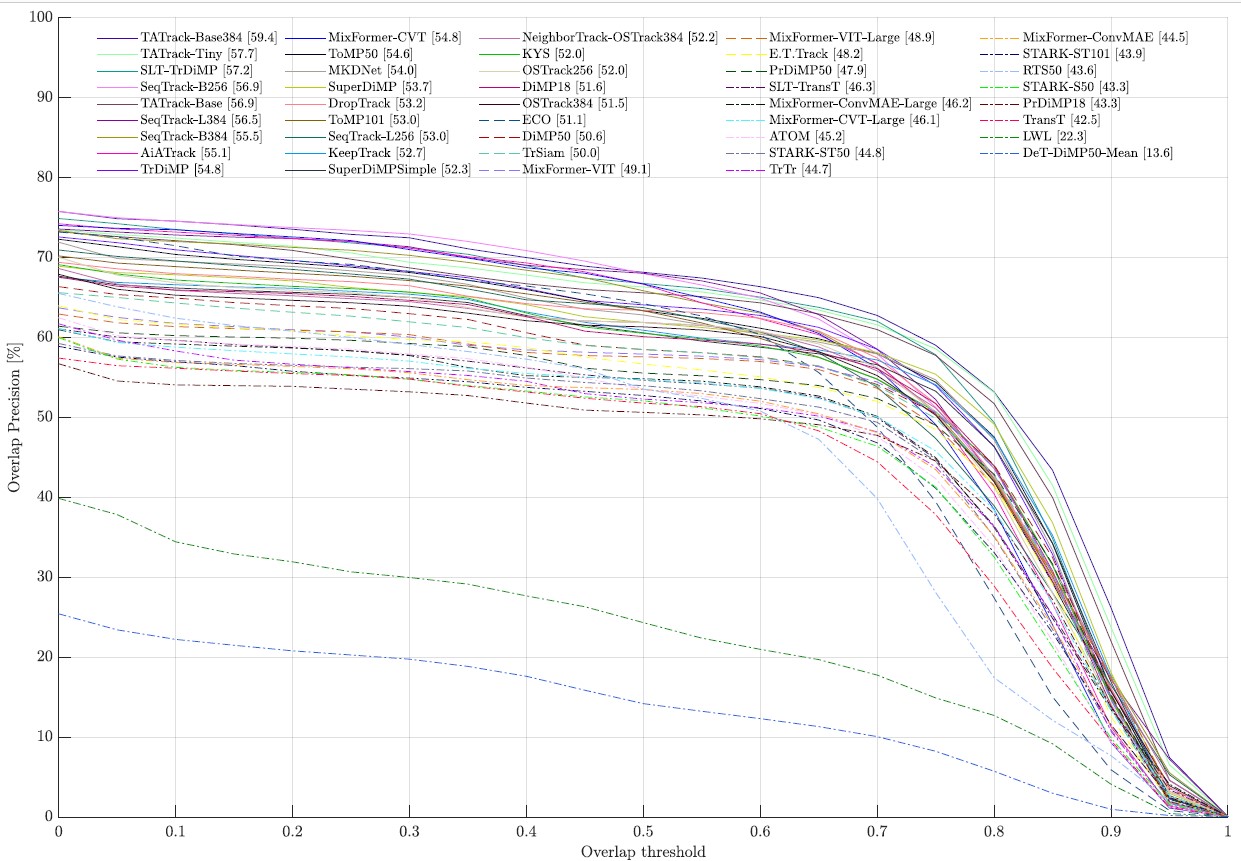 100
90
80
70
60
50
40
30
20
10
0
Overlap Precision [%]
TATrack-Base384 [59.4]
TATrack-Tiny [57.7]
SLT-TrDiMP [57.2]
SeqTrack-B256 [56.9]
TATrack-Base [56.9]
SeqTrack-L384 [56.5]
SeqTrack-B384 [55.5]
AiATrack [55.1]
TrDiMP [54.8]
MixFormer-CVT [54.8]
ToMP50 [54.6]
MKDNet [54.0]
SuperDiMP [53.7]
DropTrack [53.2]
ToMP101 [53.0]
SeqTrack-L256 [53.0]
KeepTrack [52.7]
SuperDiMPSimple [52.3]
NeighborTrack-OSTrack384 [52.2]
KYS [52.0]
OSTrack256 [52.0]
DiMP18 [51.6]
OSTrack384 [51.5]
ECO [51.1]
DiMP50 [50.6]
TrSiam [50.0]
MixFormer-VIT [49.1]
MixFormer-VIT-Large [48.9]
E.T.Track [48.2]
PrDiMP50 [47.9]
SLT-TransT [46.3]
MixFormer-ConvMAE-Large [46.2]
MixFormer-CVT-Large [46.1]
ATOM [45.2]
STARK-ST50 [44.8]
TrTr [44.7]
MixFormer-ConvMAE [44.5]
STARK-ST101 [43.9]
RTS50 [43.6]
STARK-S50 [43.3]
PrDiMP18 [43.3]
TransT [42.5]
LWL [22.3]
DeT-DiMP50-Mean [13.6]
0 0.1 0.2 0.3 0.4 0.5 0.6 0.7 0.8 0.9 1
Overlap threshold